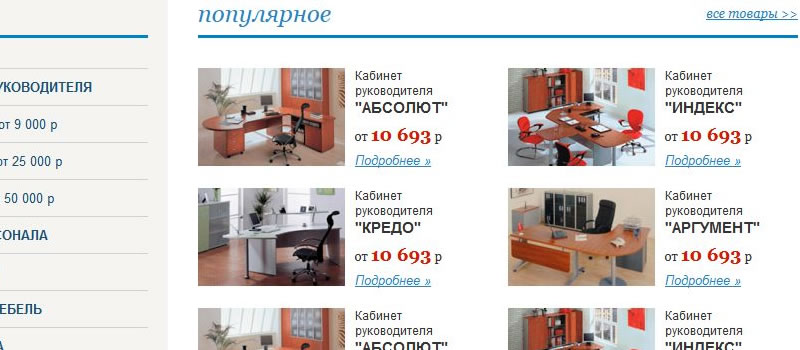 популярное
все товары >>
УКОВОДИТЕЛЯ
от 9 000 р
от 25 000 р
50 000 р
СОНАЛА
ЕБЕЛЬ
А
Кабинет
руководителя
"АБСОЛЮТ"
от 10 693 р
Подробнее »
Кабинет
руководителя
"ИНДЕКС"
от 10 693 р
Подробнее »
Кабинет
руководителя
"КРЕДО"
от 10 693 р
Подробнее »
Кабинет
руководителя
"АРГУМЕНТ"
от 10 693 р
Подробнее »
Кабинет
руководителя
"АБСОЛЮТ"
Кабинет
руководителя
"ИНДЕКС"